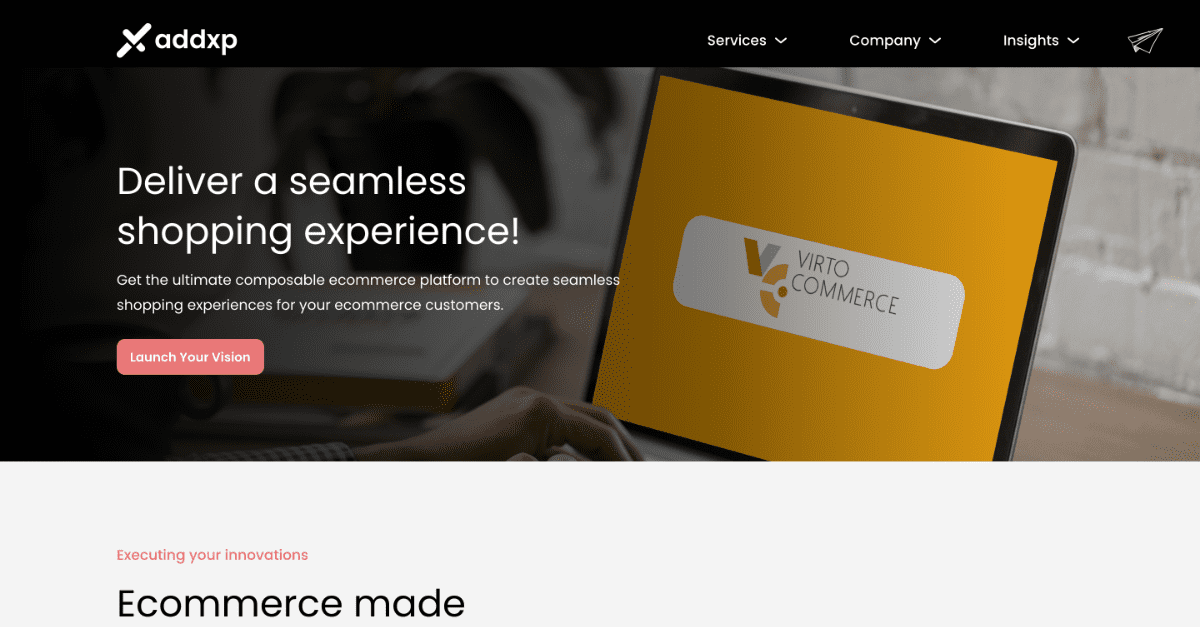 addxp
Services
Company
Insights
Deliver a seamless
shopping experience!
Get the ultimate composable ecommerce platform to create seamless
shopping experiences for your ecommerce customers.
Launch Your Vision
VIRTO
COMMERCE
Executing your innovations
Ecommerce made